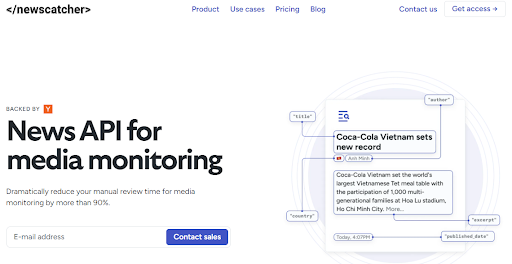 </newscatcher>
Product Use cases Pricing Blog
Contact us Get access →
BACKED BY Y
News API for
media monitoring
Dramatically reduce your manual review time for media
monitoring by more than 90%.
E-mail address
Contact sales
"author"
"title"
Coca-Cola Vietnam sets
new record
Anh Minh
Coca-Cola Vietnam set the world's
largest Vietnamese Tet meal table with
the participation of 1,000 multi-
generational families at Hoa Lu stadium,
Ho Chi Minh City. More...
"country"
"excerpt"
Today, 4:07PM
"published_date"